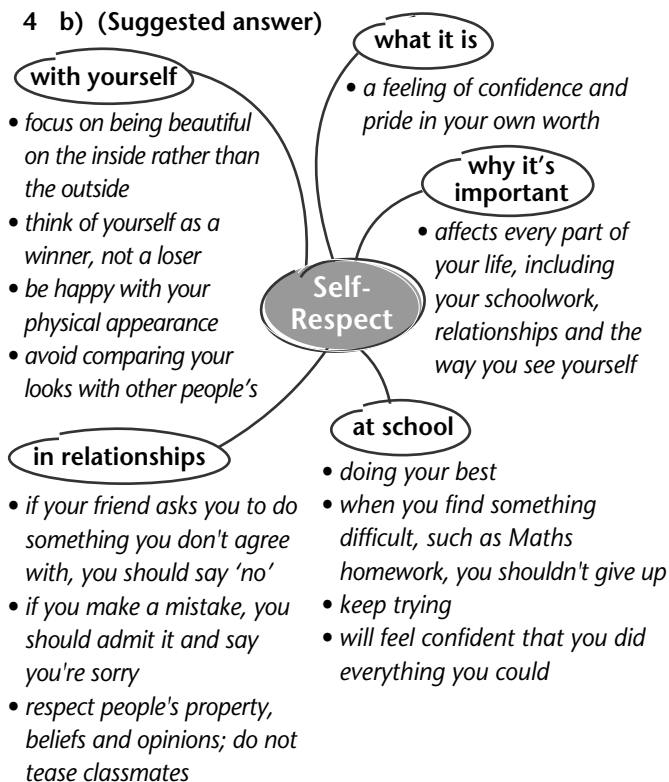 4 b) (Suggested answer)
what it is
• a feeling of confidence and
pride in your own worth
with yourself
• focus on being beautiful
on the inside rather than
the outside
• think of yourself as a
winner, not a loser
• be happy with your
physical appearance
• avoid comparing your
looks with other people’s
why it’s
important
• affects every part of
your life, including
your schoolwork,
relationships and the
way you see yourself
Self-
Respect
in relationships
• if your friend asks you to do
something you don't agree
with, you should say ‘no’
• if you make a mistake, you
should admit it and say
you're sorry
• respect people's property,
beliefs and opinions; do not
tease classmates
at school
• doing your best
• when you find something
difficult, such as Maths
homework, you shouldn't give up
• keep trying
• will feel confident that you did
everything you could